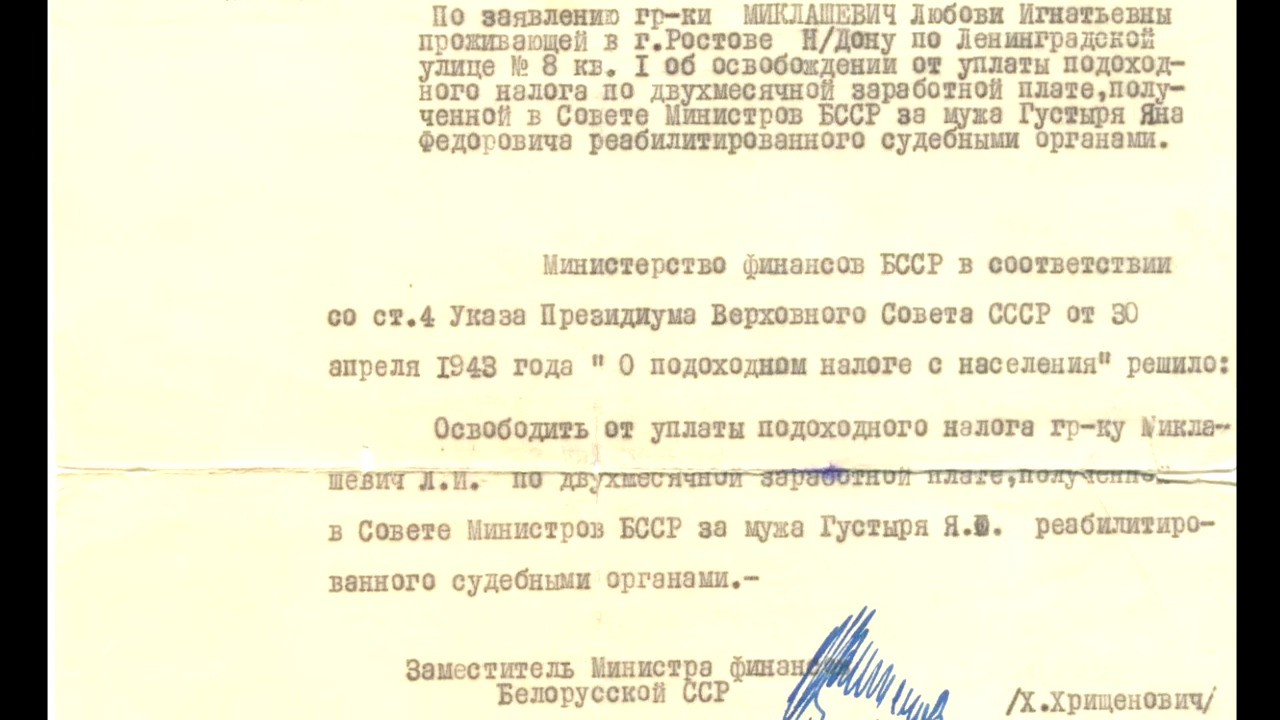 По заявлению гр-ки МИКЛАШЕВИЧ Любови Игнатьевны
проживающей в г.Ростове Н/Дону по Ленинградской
улице № 8 кв. I об освобождении от уплаты подоход-
ного налога по двухмесячной заработной плате,полу-
ченной в Совете Министров БССР за мужа Густыря Яна
Федоровича реабилитированного судебными органами.
Министерство финансов БССР в соответствии
со ст.4 Указа Президиума Верховного Совета СССР от 30
апреля I943 года " О подоходном налоге с населения" решило:
Освободить от уплаты подоходного налога гр-ку Микла-
шевич Л.И. по двухмесячной заработной плате,полученной
в Совете Министров БССР за мужа Густыря Я.Ф. реабилитиро-
ванного судебными органами.-
Заместитель Министра финансов
Белорусской ССР
/Х.Хрищенович/